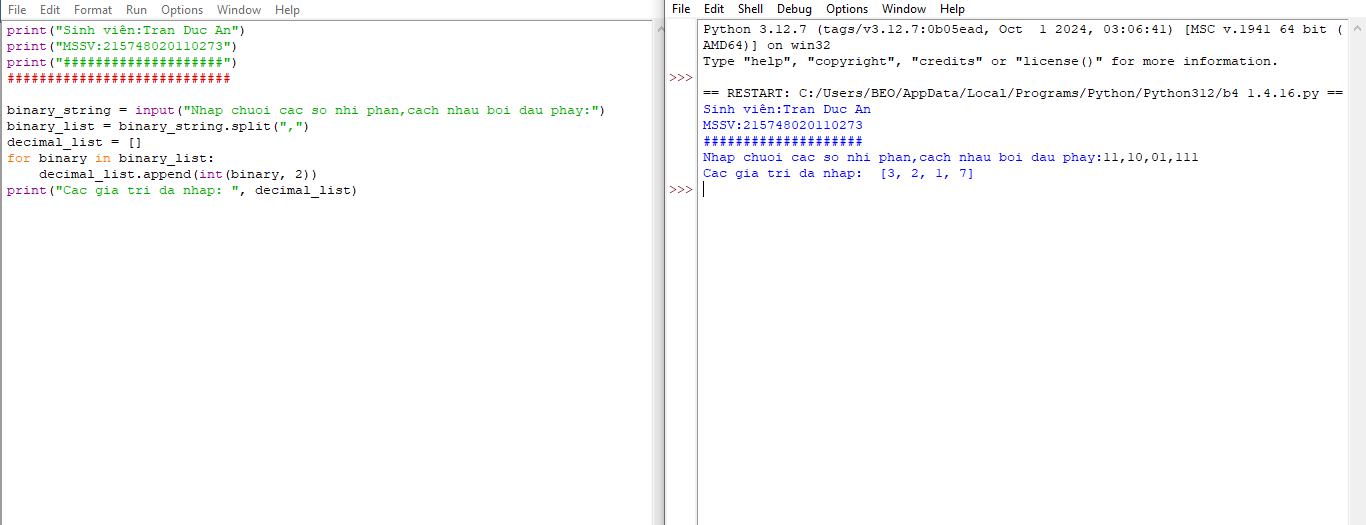 File Edit Format Run Options Window Help
print("Sinh viên:Tran Duc An")
print("MSSV:215748020110273")
print("####################")
############################
binary_string = input("Nhap chuoi cac so nhi phan,cach nhau boi dau phay:")
binary_list = binary_string.split(",")
decimal_list = []
for binary in binary_list:
    decimal_list.append(int(binary, 2))
print("Cac gia tri da nhap: ", decimal_list)
File Edit Shell Debug Options Window Help
Python 3.12.7 (tags/v3.12.7:0b05ead, Oct  1 2024, 03:06:41) [MSC v.1941 64 bit (
AMD64)] on win32
Type "help", "copyright", "credits" or "license()" for more information.
>>>
== RESTART: C:/Users/BEO/AppData/Local/Programs/Python/Python312/b4 1.4.16.py ==
Sinh viên:Tran Duc An
MSSV:215748020110273
####################
Nhap chuoi cac so nhi phan,cach nhau boi dau phay:11,10,01,111
Cac gia tri da nhap:  [3, 2, 1, 7]
>>>